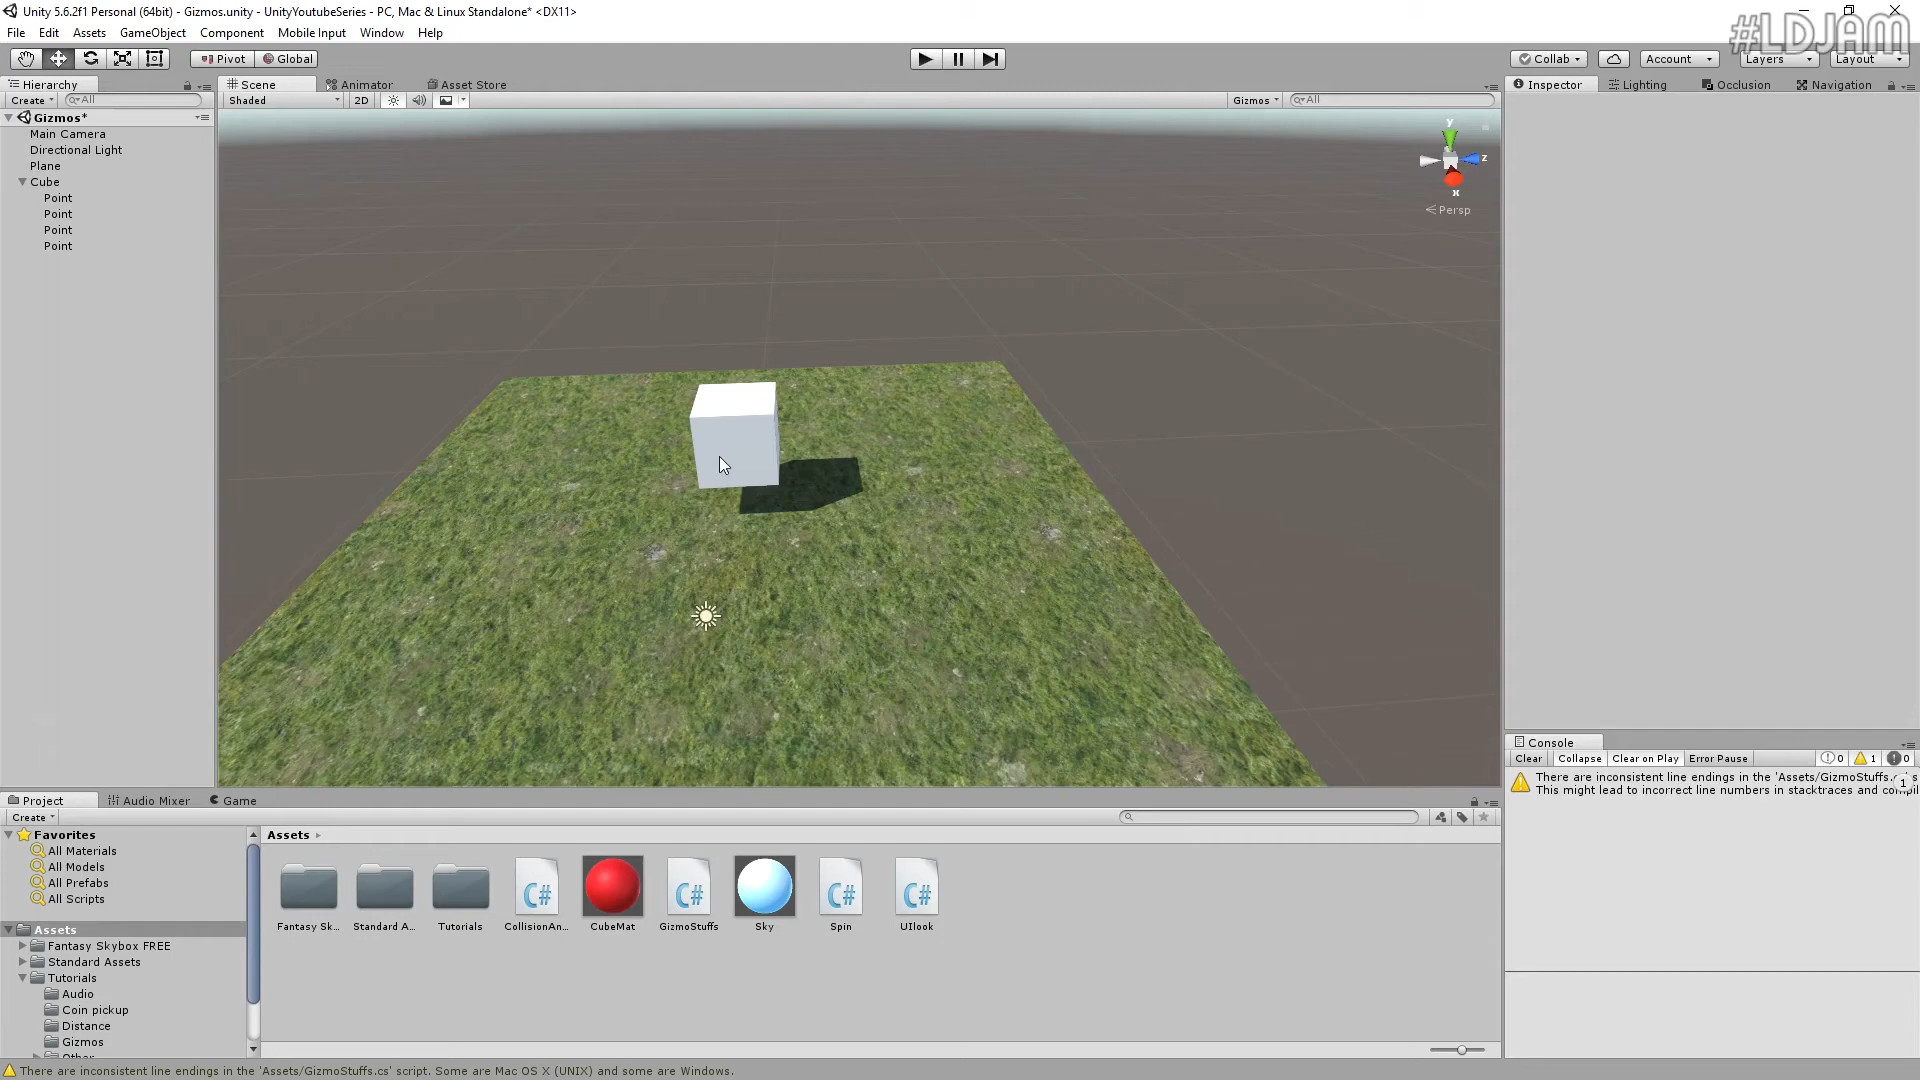 Unity 5.6.2f1 Personal (64bit) - Gizmos.unity - UnityYoutubeSeries - PC, Mac & Linux Standalone* <DX11>
#LDJAM
File Edit Assets GameObject Component Mobile Input Window Help
Pivot Global
Collab Account Layers Layout
Hierarchy
Scene Animator Asset Store
Inspector Lighting Occlusion Navigation
Create All
Shaded 2D Gizmos All
Gizmos*
Main Camera
Directional Light
Plane
Cube
Point
Point
Point
Point
y
z
x
Persp
Console
Clear Collapse Clear on Play Error Pause 0 1 0
There are inconsistent line endings in the 'Assets/GizmoStuffs.
This might lead to incorrect line numbers in stacktraces and compil
1
Project Audio Mixer Game
Create
Favorites
All Materials
All Models
All Prefabs
All Scripts
Assets
Fantasy Skybox FREE
Standard Assets
Tutorials
Audio
Coin pickup
Distance
Gizmos
Other
Assets
C# C# C# C#
Fantasy Sk... Standard A... Tutorials CollisionAn... CubeMat GizmoStuffs Sky Spin UIlook
There are inconsistent line endings in the 'Assets/GizmoStuffs.cs' script. Some are Mac OS X (UNIX) and some are Windows.